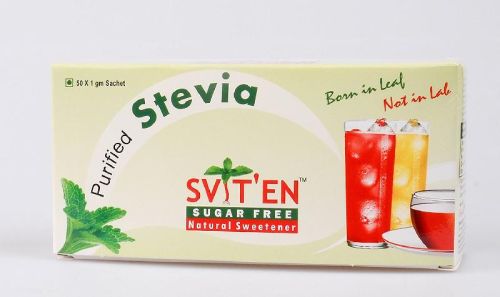 50 X 1 gm Sachet
Purified Stevia
Born in Leaf
Not in Lab
SVIT'EN™
SUGAR FREE
Natural Sweetener